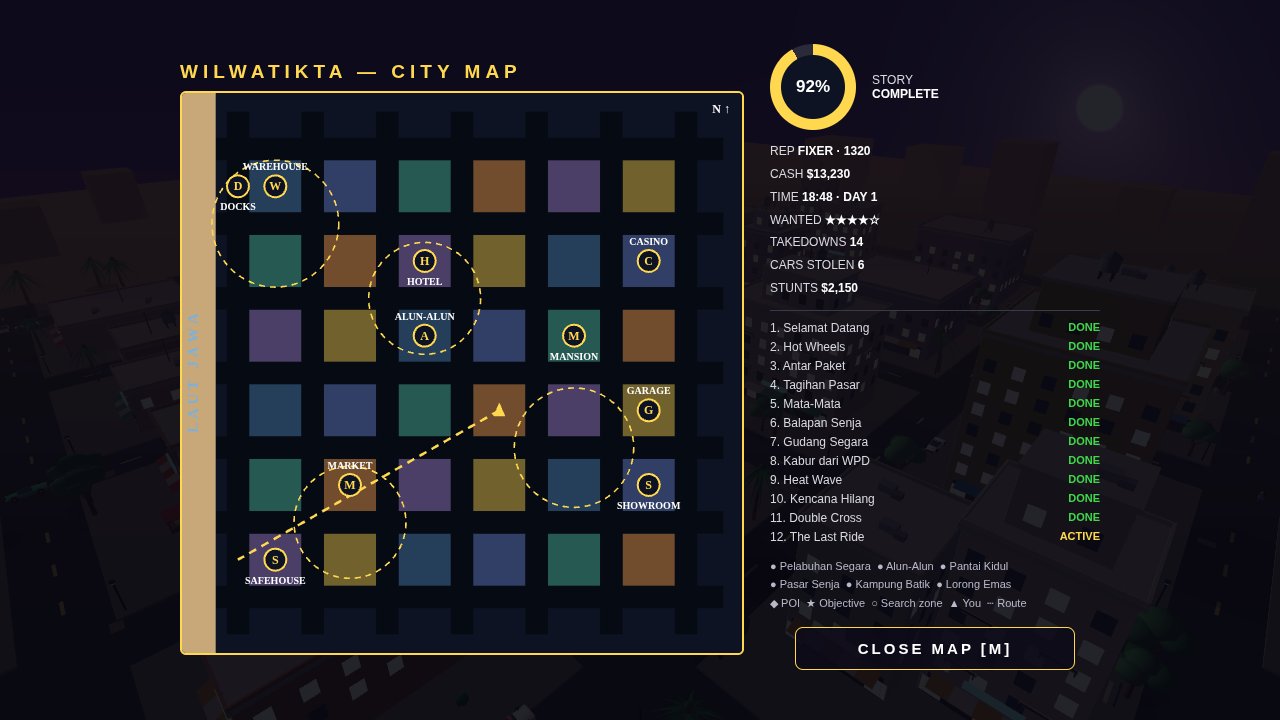 WILWATIKTA — CITY MAP
N ↑
WAREHOUSE
D
W
DOCKS
CASINO
H
C
HOTEL
ALUN-ALUN
A
M
MANSION
GARAGE
G
MARKET
M
S
SHOWROOM
S
SAFEHOUSE
LAUT JAWA
92%
STORY
COMPLETE
REP FIXER · 1320
CASH $13,230
TIME 18:48 · DAY 1
WANTED ★★★★☆
TAKEDOWNS 14
CARS STOLEN 6
STUNTS $2,150
1. Selamat Datang DONE
2. Hot Wheels DONE
3. Antar Paket DONE
4. Tagihan Pasar DONE
5. Mata-Mata DONE
6. Balapan Senja DONE
7. Gudang Segara DONE
8. Kabur dari WPD DONE
9. Heat Wave DONE
10. Kencana Hilang DONE
11. Double Cross DONE
12. The Last Ride ACTIVE
● Pelabuhan Segara ● Alun-Alun ● Pantai Kidul
● Pasar Senja ● Kampung Batik ● Lorong Emas
◆ POI ★ Objective ○ Search zone ▲ You ┄ Route
CLOSE MAP [M]